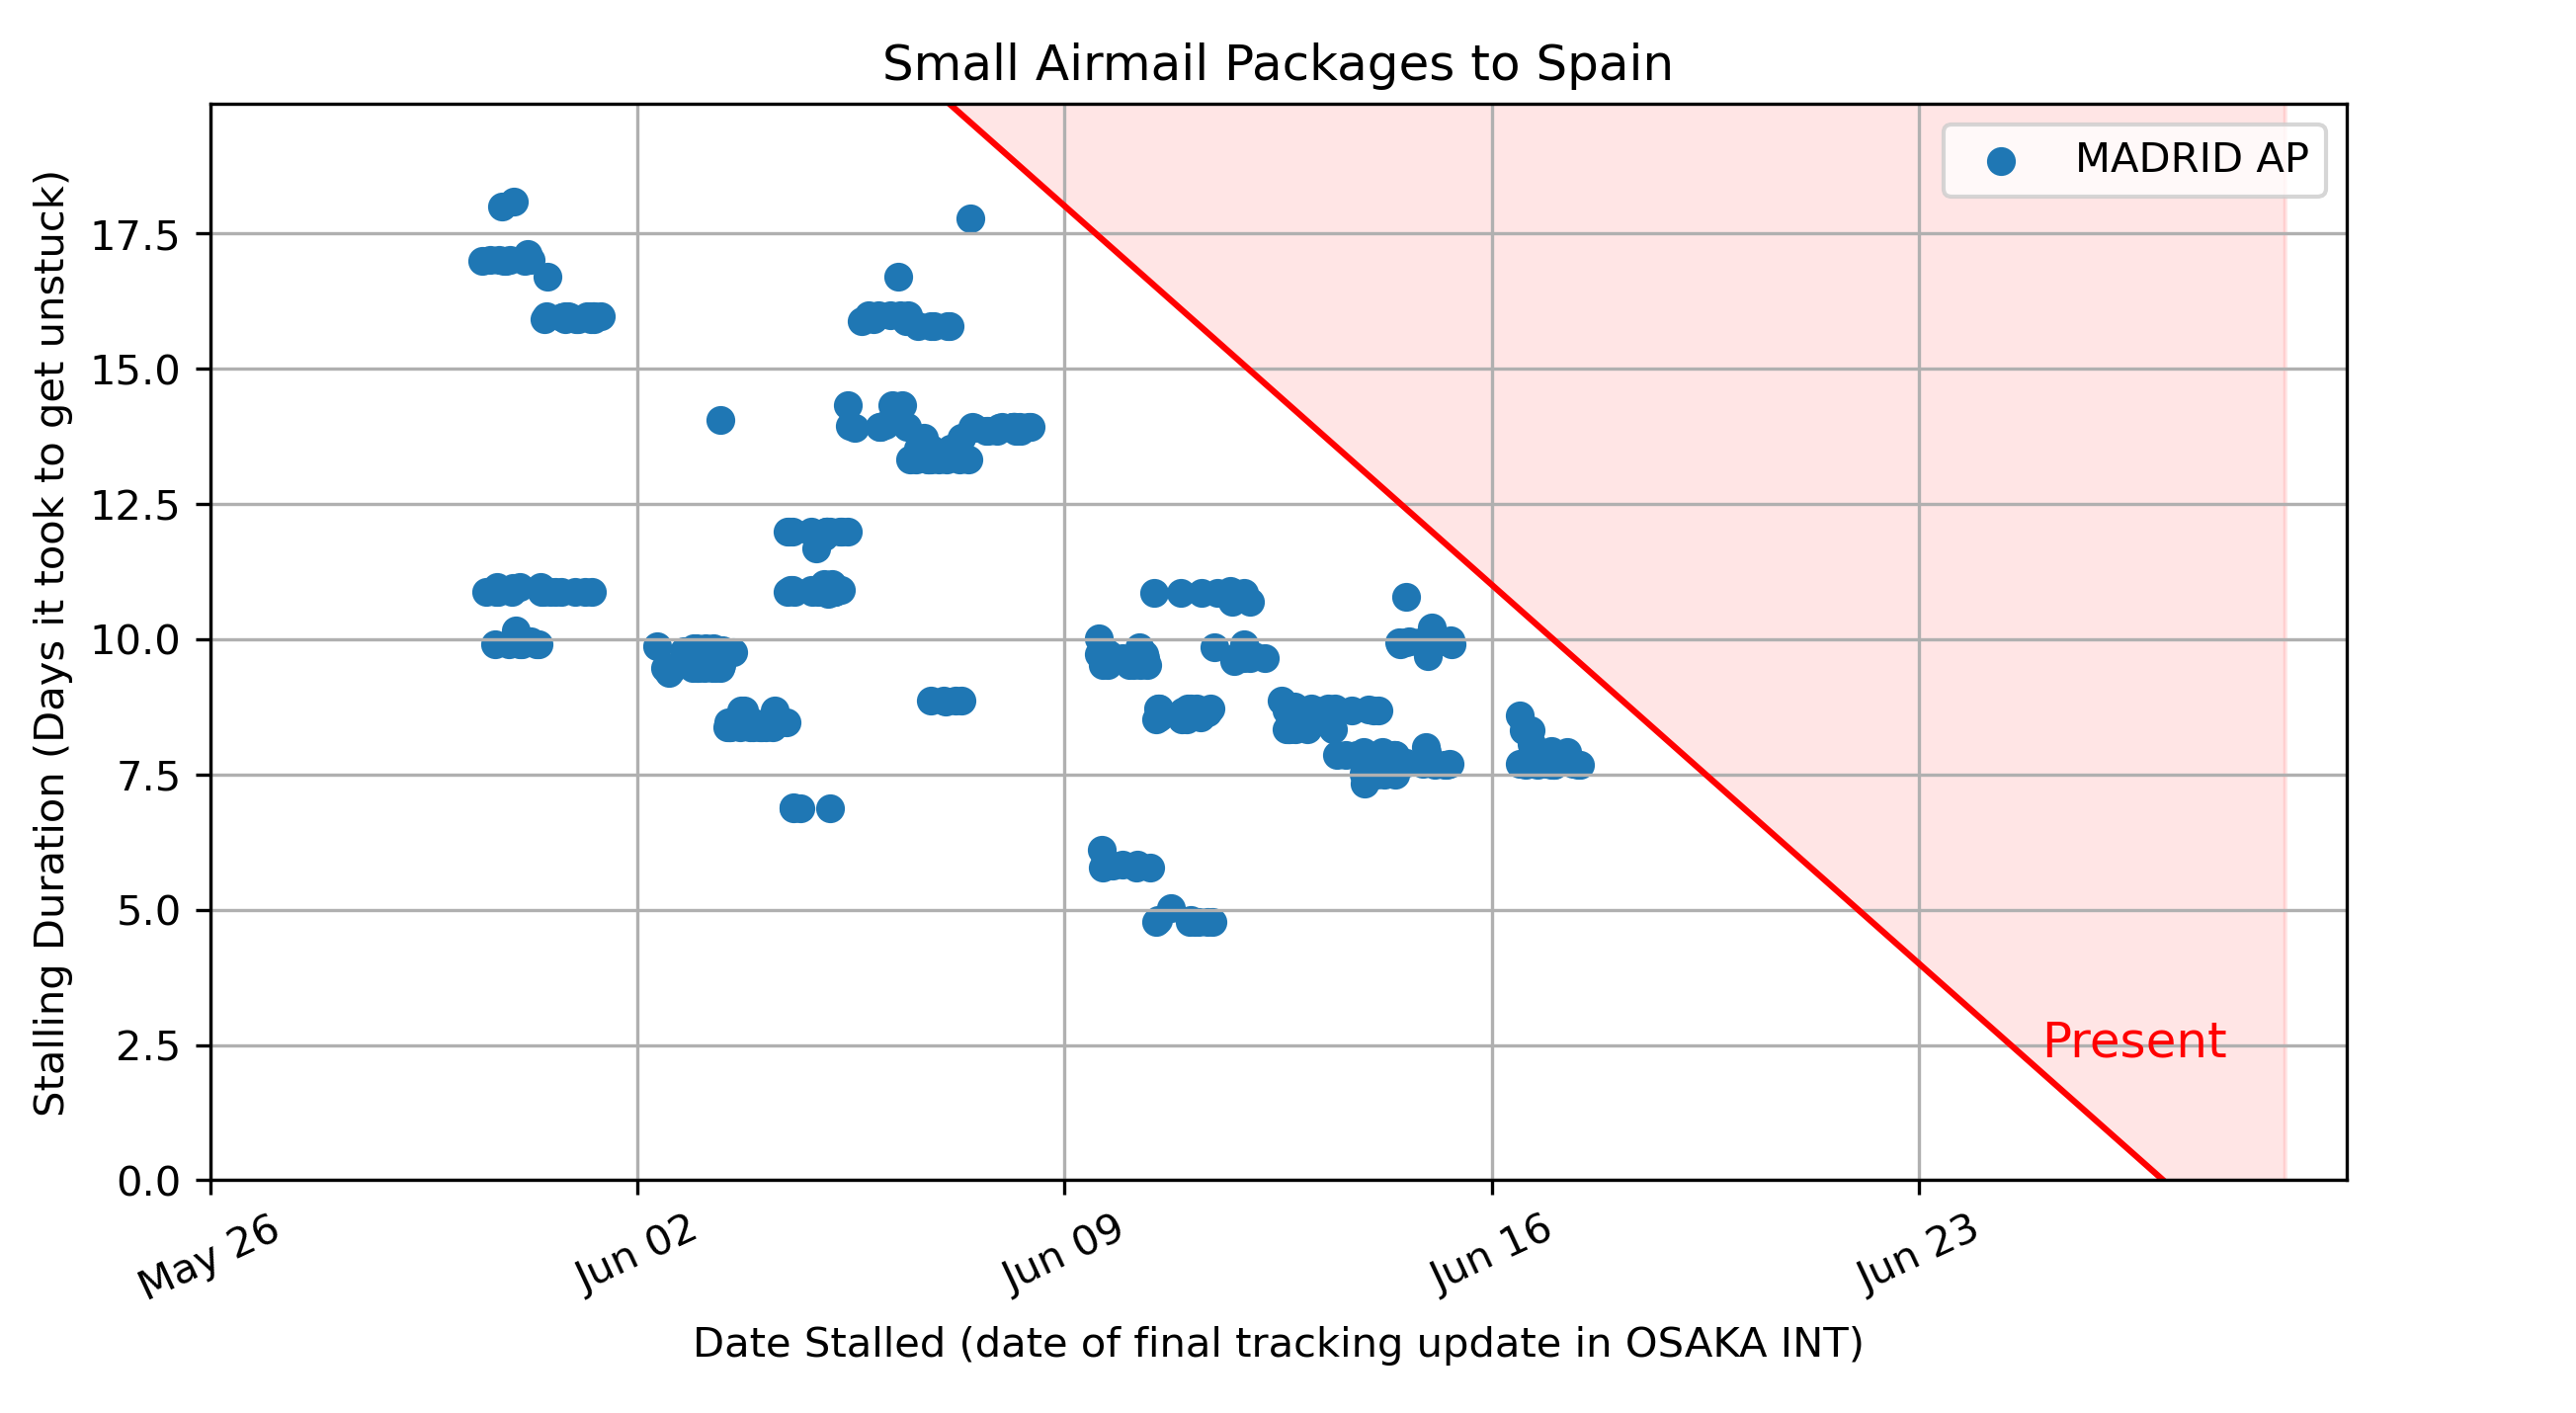 Small Airmail Packages to Spain
MADRID AP
Stalling Duration (Days it took to get unstuck)
17.5
15.0
12.5
10.0
7.5
5.0
2.5
0.0
Present
May 26
Jun 02
Jun 09
Jun 16
Jun 23
Date Stalled (date of final tracking update in OSAKA INT)